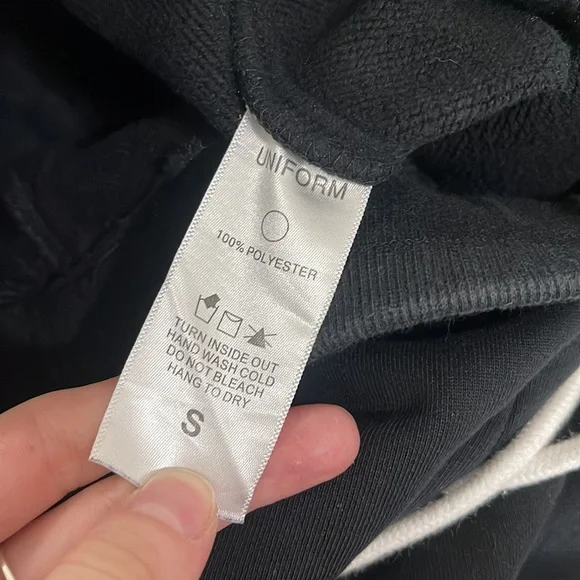 UNIFORM
100% POLYESTER
TURN INSIDE OUT
HAND WASH COLD
DO NOT BLEACH
HANG TO DRY
S